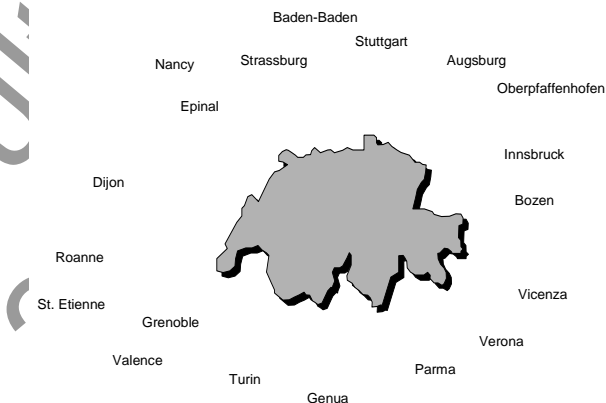 Baden-Baden
Stuttgart
Nancy
Strassburg
Augsburg
Oberpfaffenhofen
Epinal
Innsbruck
Dijon
Bozen
Roanne
St. Etienne
Vicenza
Grenoble
Verona
Valence
Parma
Turin
Genua